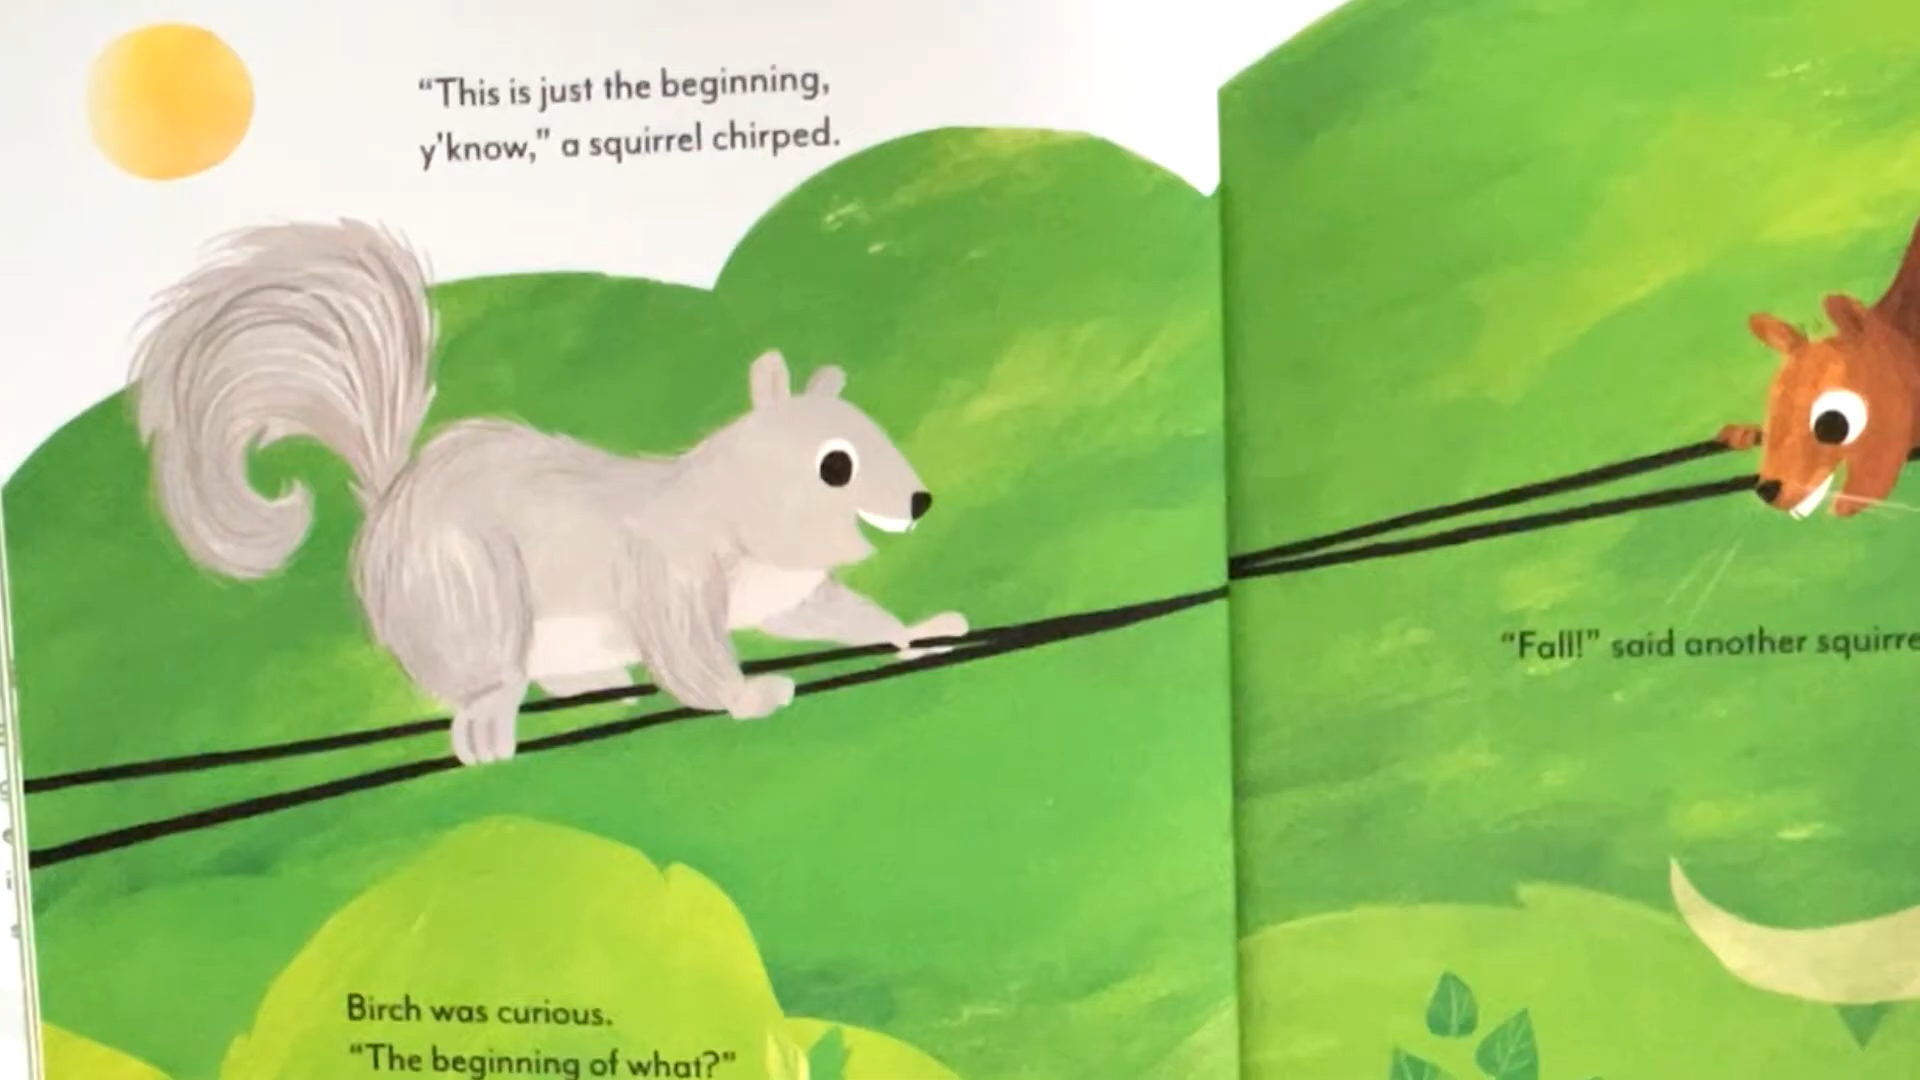 “This is just the beginning,
y'know,” a squirrel chirped.
Birch was curious.
“The beginning of what?”
“Fall!” said another